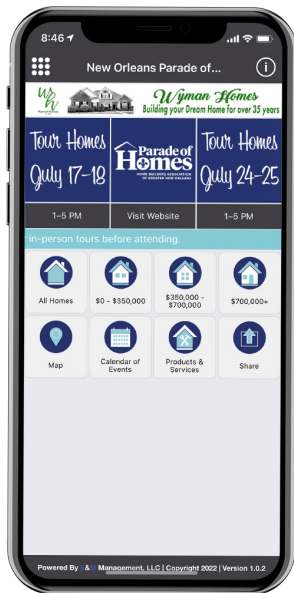 8:46
New Orleans Parade of...
Wyman Homes
Building your Dream Home for over 35 years
Tour Homes
July 17-18
Parade of
Homes
HOME BUILDERS ASSOCIATION
OF GREATER NEW ORLEANS
Tour Homes
July 24-25
1-5 PM
Visit Website
1-5 PM
in-person tours before attending.
All Homes
$0 - $350,000
$350,000 -
$700,000
$700,000+
Map
Calendar of
Events
Products &
Services
Share
Powered By E&M Management, LLC | Copyright 2022 | Version 1.0.2